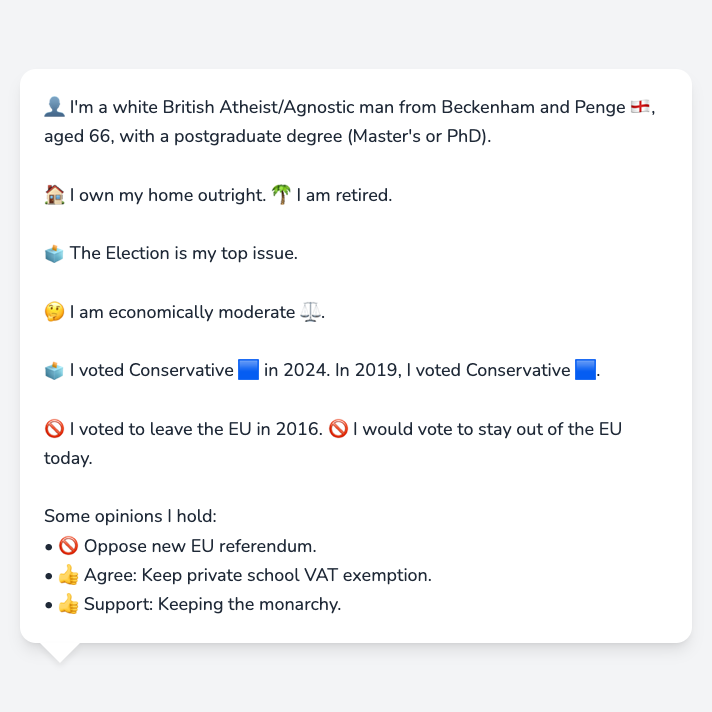 👤 I'm a white British Atheist/Agnostic man from Beckenham and Penge 🏴󠁧󠁢󠁥󠁮󠁧󠁿,
aged 66, with a postgraduate degree (Master's or PhD).
🏠 I own my home outright. 🌴 I am retired.
🗳️ The Election is my top issue.
🤔 I am economically moderate ⚖️.
🗳️ I voted Conservative 🟦 in 2024. In 2019, I voted Conservative 🟦.
🚫 I voted to leave the EU in 2016. 🚫 I would vote to stay out of the EU
today.
Some opinions I hold:
• 🚫 Oppose new EU referendum.
• 👍 Agree: Keep private school VAT exemption.
• 👍 Support: Keeping the monarchy.